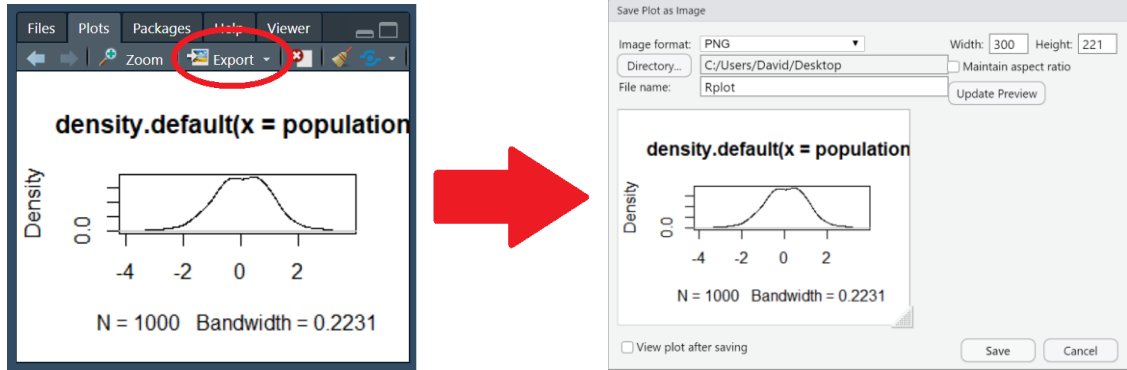 Files Plots Packages Help Viewer
Zoom Export
density.default(x = population
Density
0.0
-4 -2 0 2
N = 1000 Bandwidth = 0.2231
Save Plot as Image
Image format: PNG
Width: 300 Height: 221
Directory... C:/Users/David/Desktop
Maintain aspect ratio
File name: Rplot
Update Preview
density.default(x = population
Density
0.0
-4 -2 0 2
N = 1000 Bandwidth = 0.2231
View plot after saving
Save Cancel